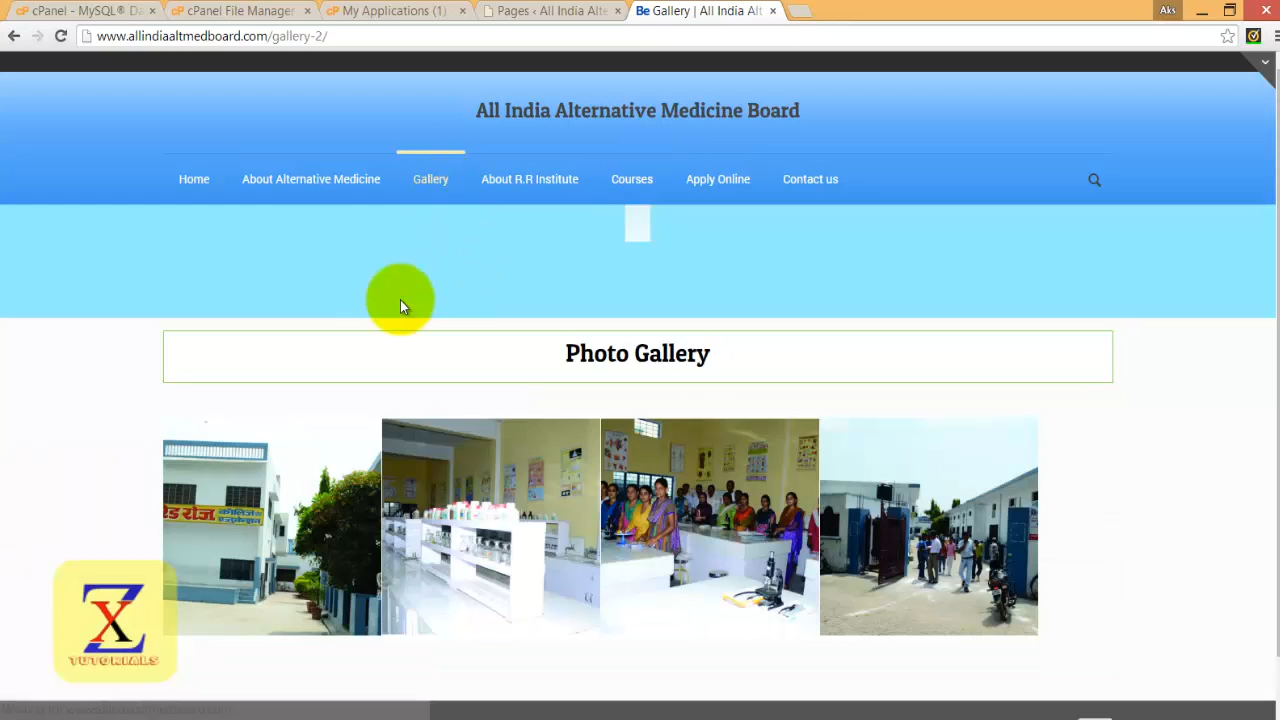 cPanel - MySQL® Da
cPanel File Manager
My Applications (1)
Pages ‹ All India Alte
Be Gallery | All India Alt
Aks
www.allindiaaltmedboard.com/gallery-2/
All India Alternative Medicine Board
Home
About Alternative Medicine
Gallery
About R.R Institute
Courses
Apply Online
Contact us
Photo Gallery
ZX
TUTORIALS